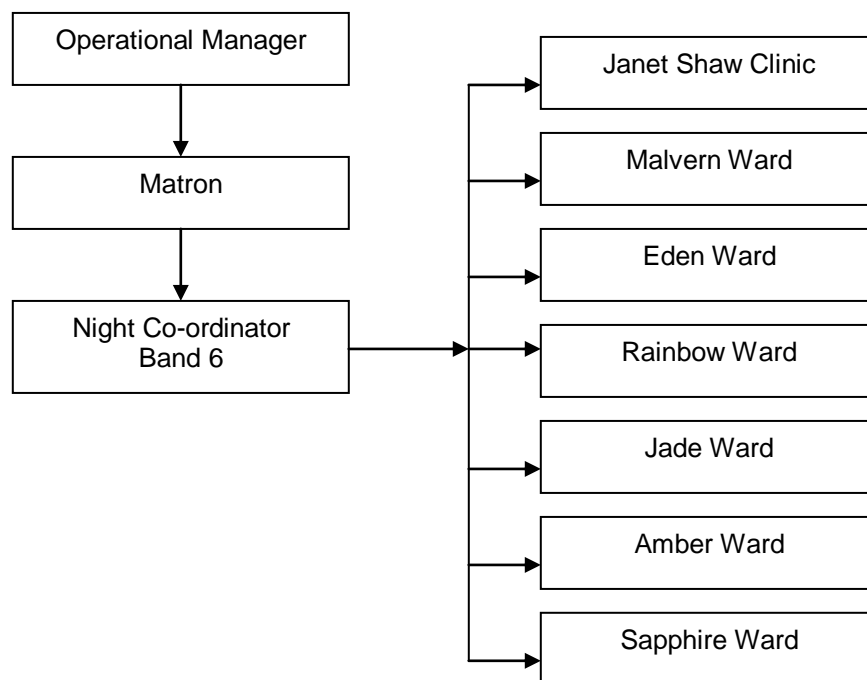 Operational Manager
Matron
Night Co-ordinator
Band 6
Janet Shaw Clinic
Malvern Ward
Eden Ward
Rainbow Ward
Jade Ward
Amber Ward
Sapphire Ward